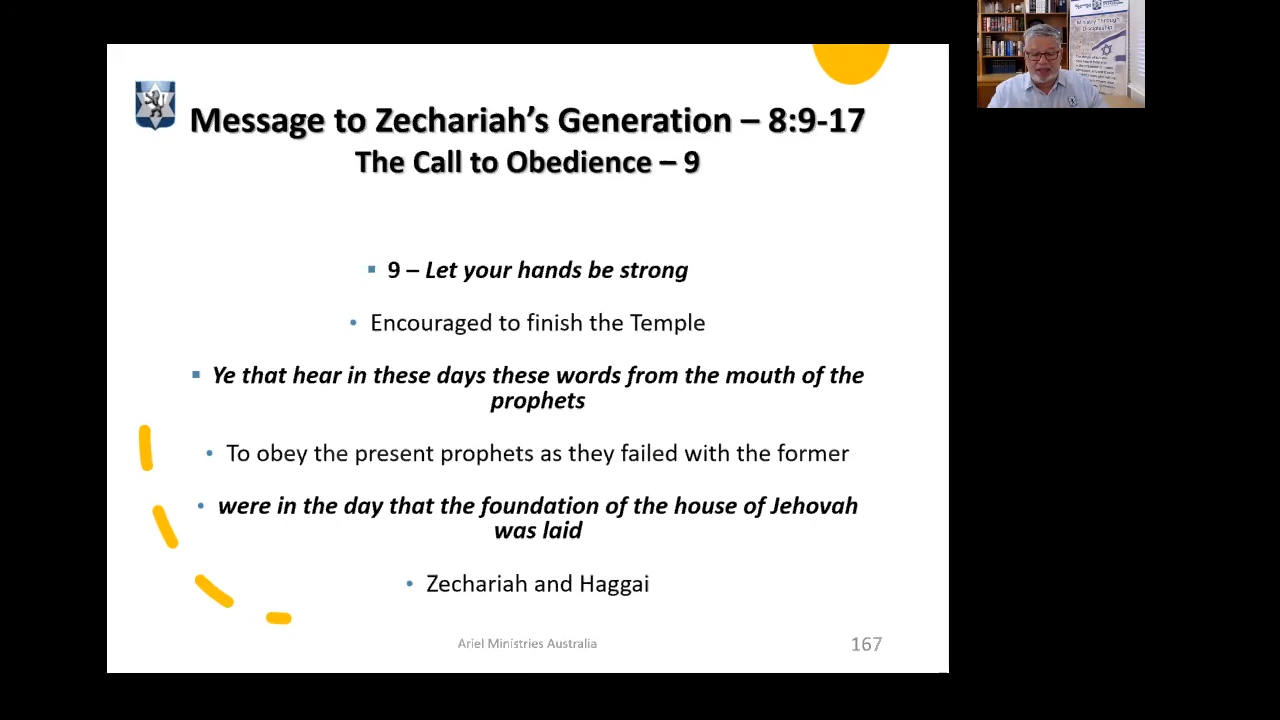 Message to Zechariah's Generation – 8:9-17
The Call to Obedience – 9
▪ 9 – Let your hands be strong
• Encouraged to finish the Temple
▪ Ye that hear in these days these words from the mouth of the
prophets
• To obey the present prophets as they failed with the former
• were in the day that the foundation of the house of Jehovah
was laid
• Zechariah and Haggai
Ariel Ministries Australia
167
Ministry Through
Discipleship